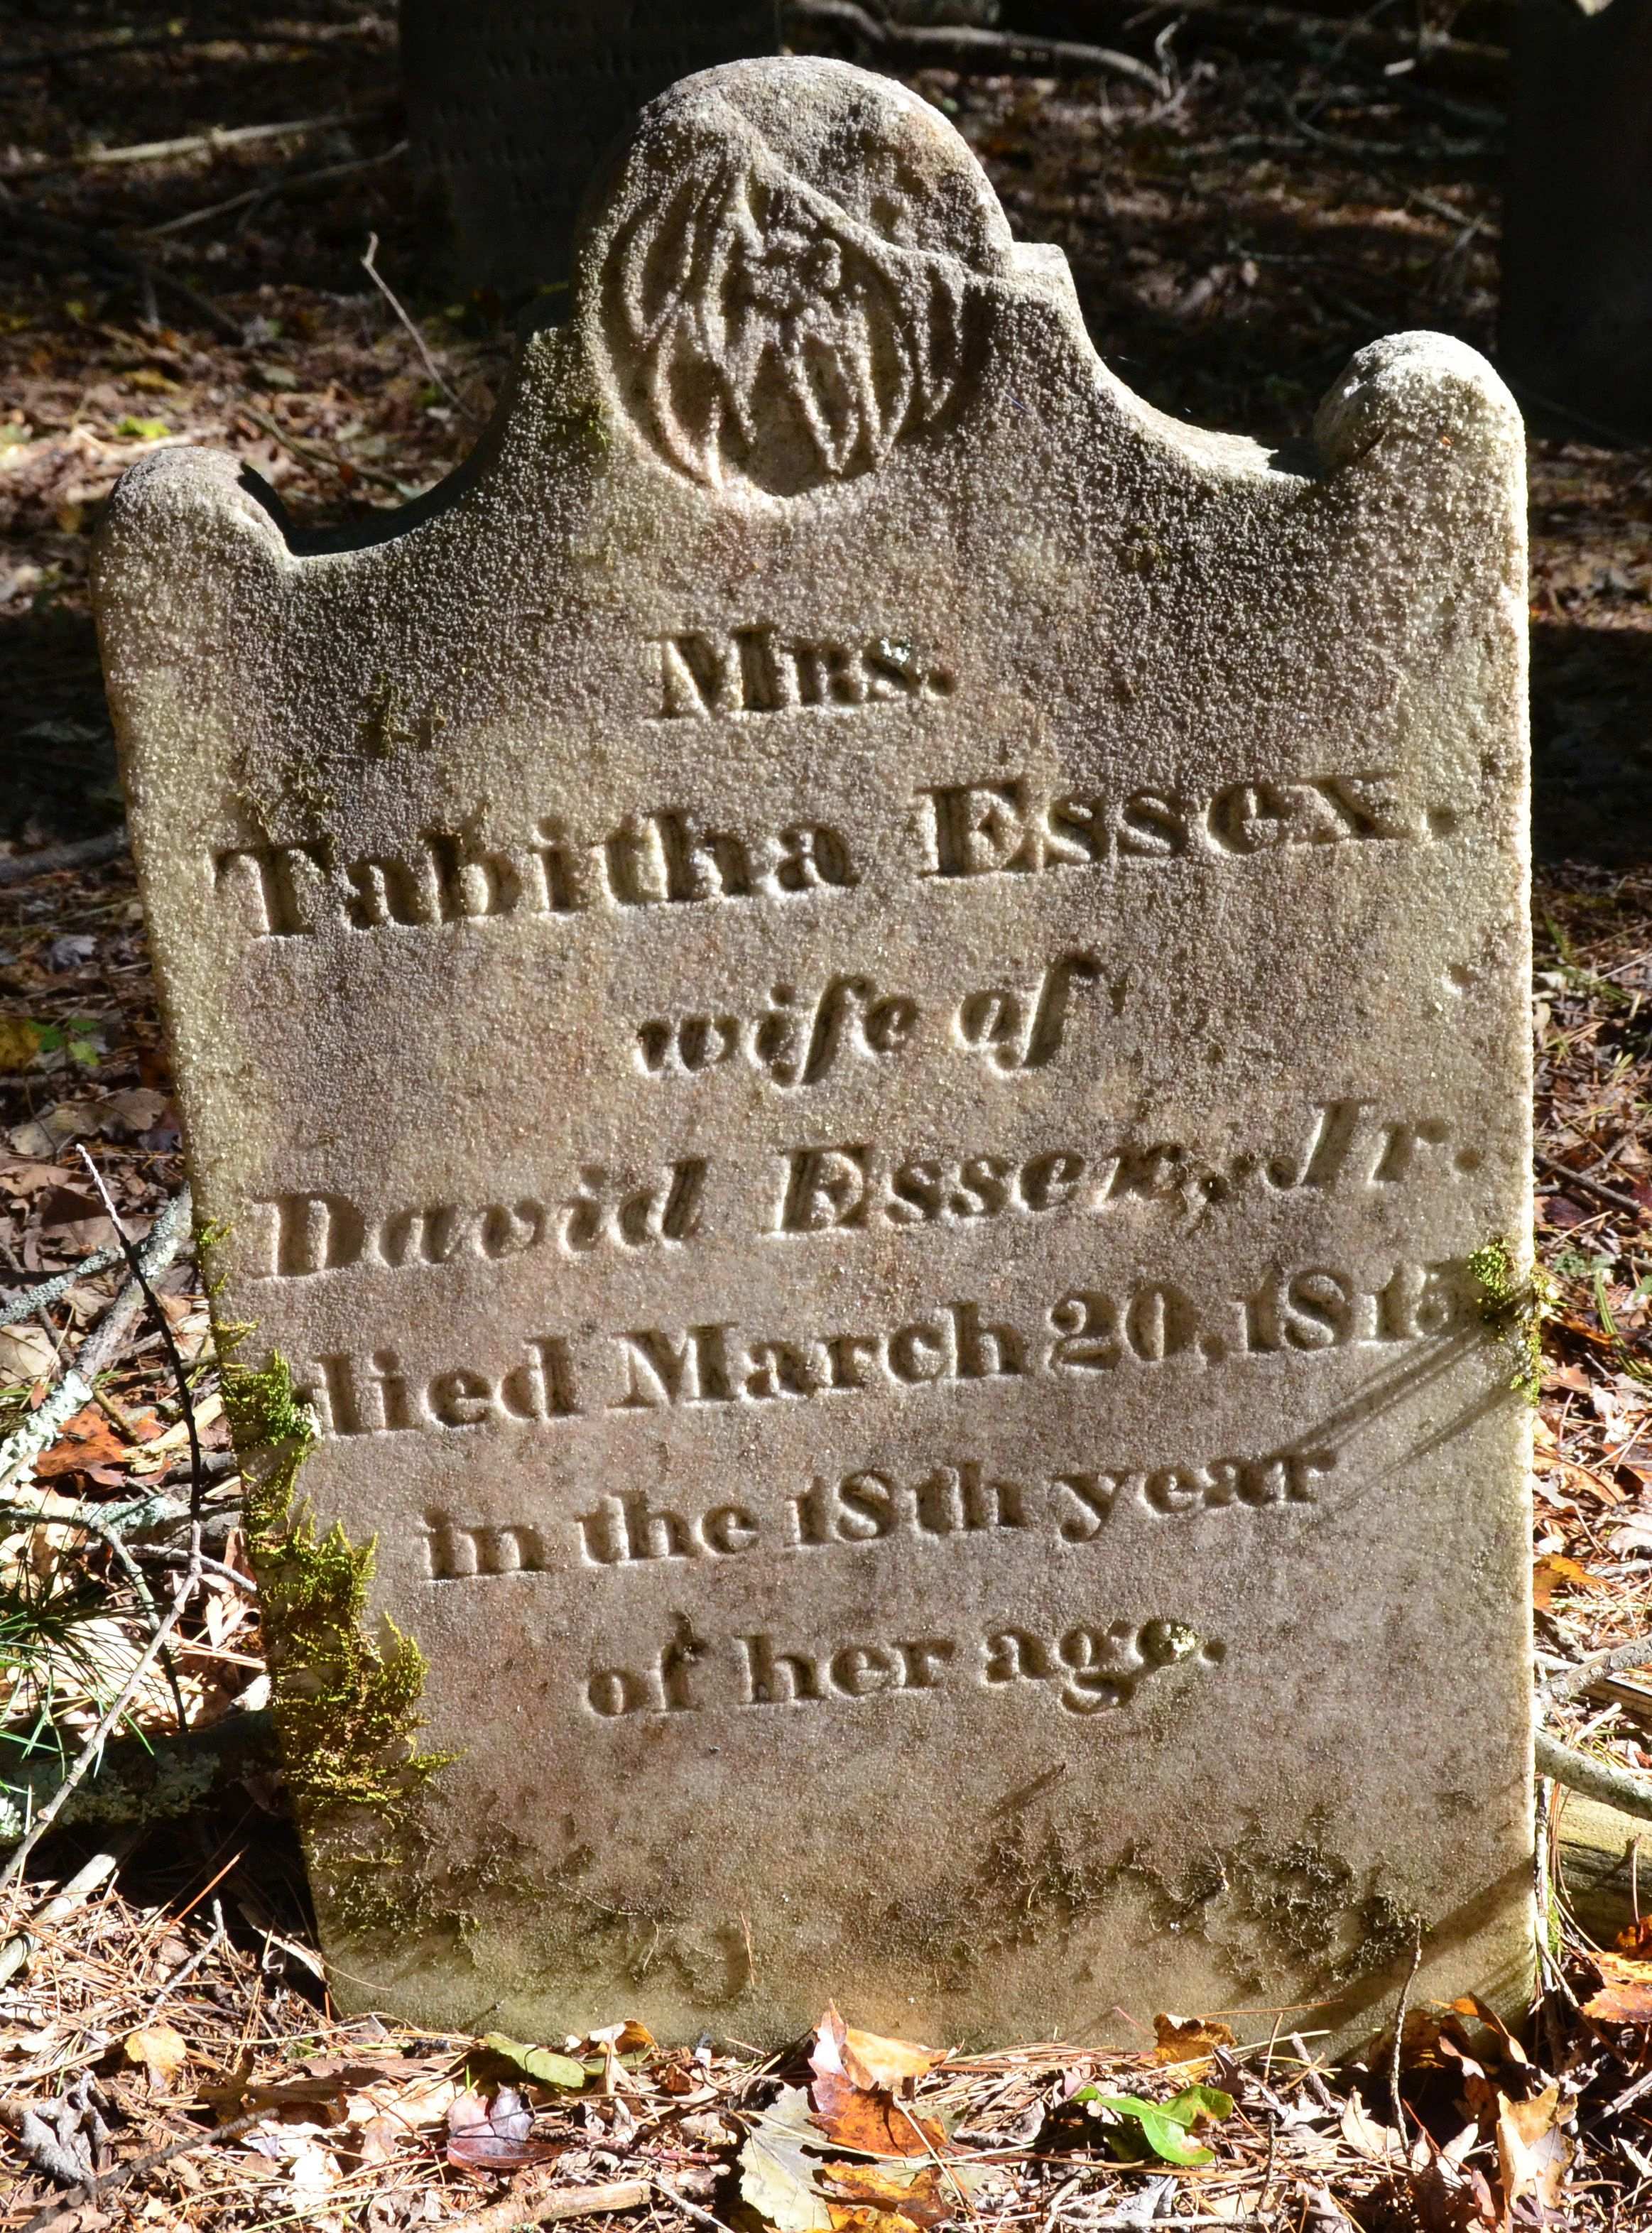 Mrs.
Tabitha Essex.
wife of
David Essex, Jr.
died March 20, 1815
in the 18th year
of her age.